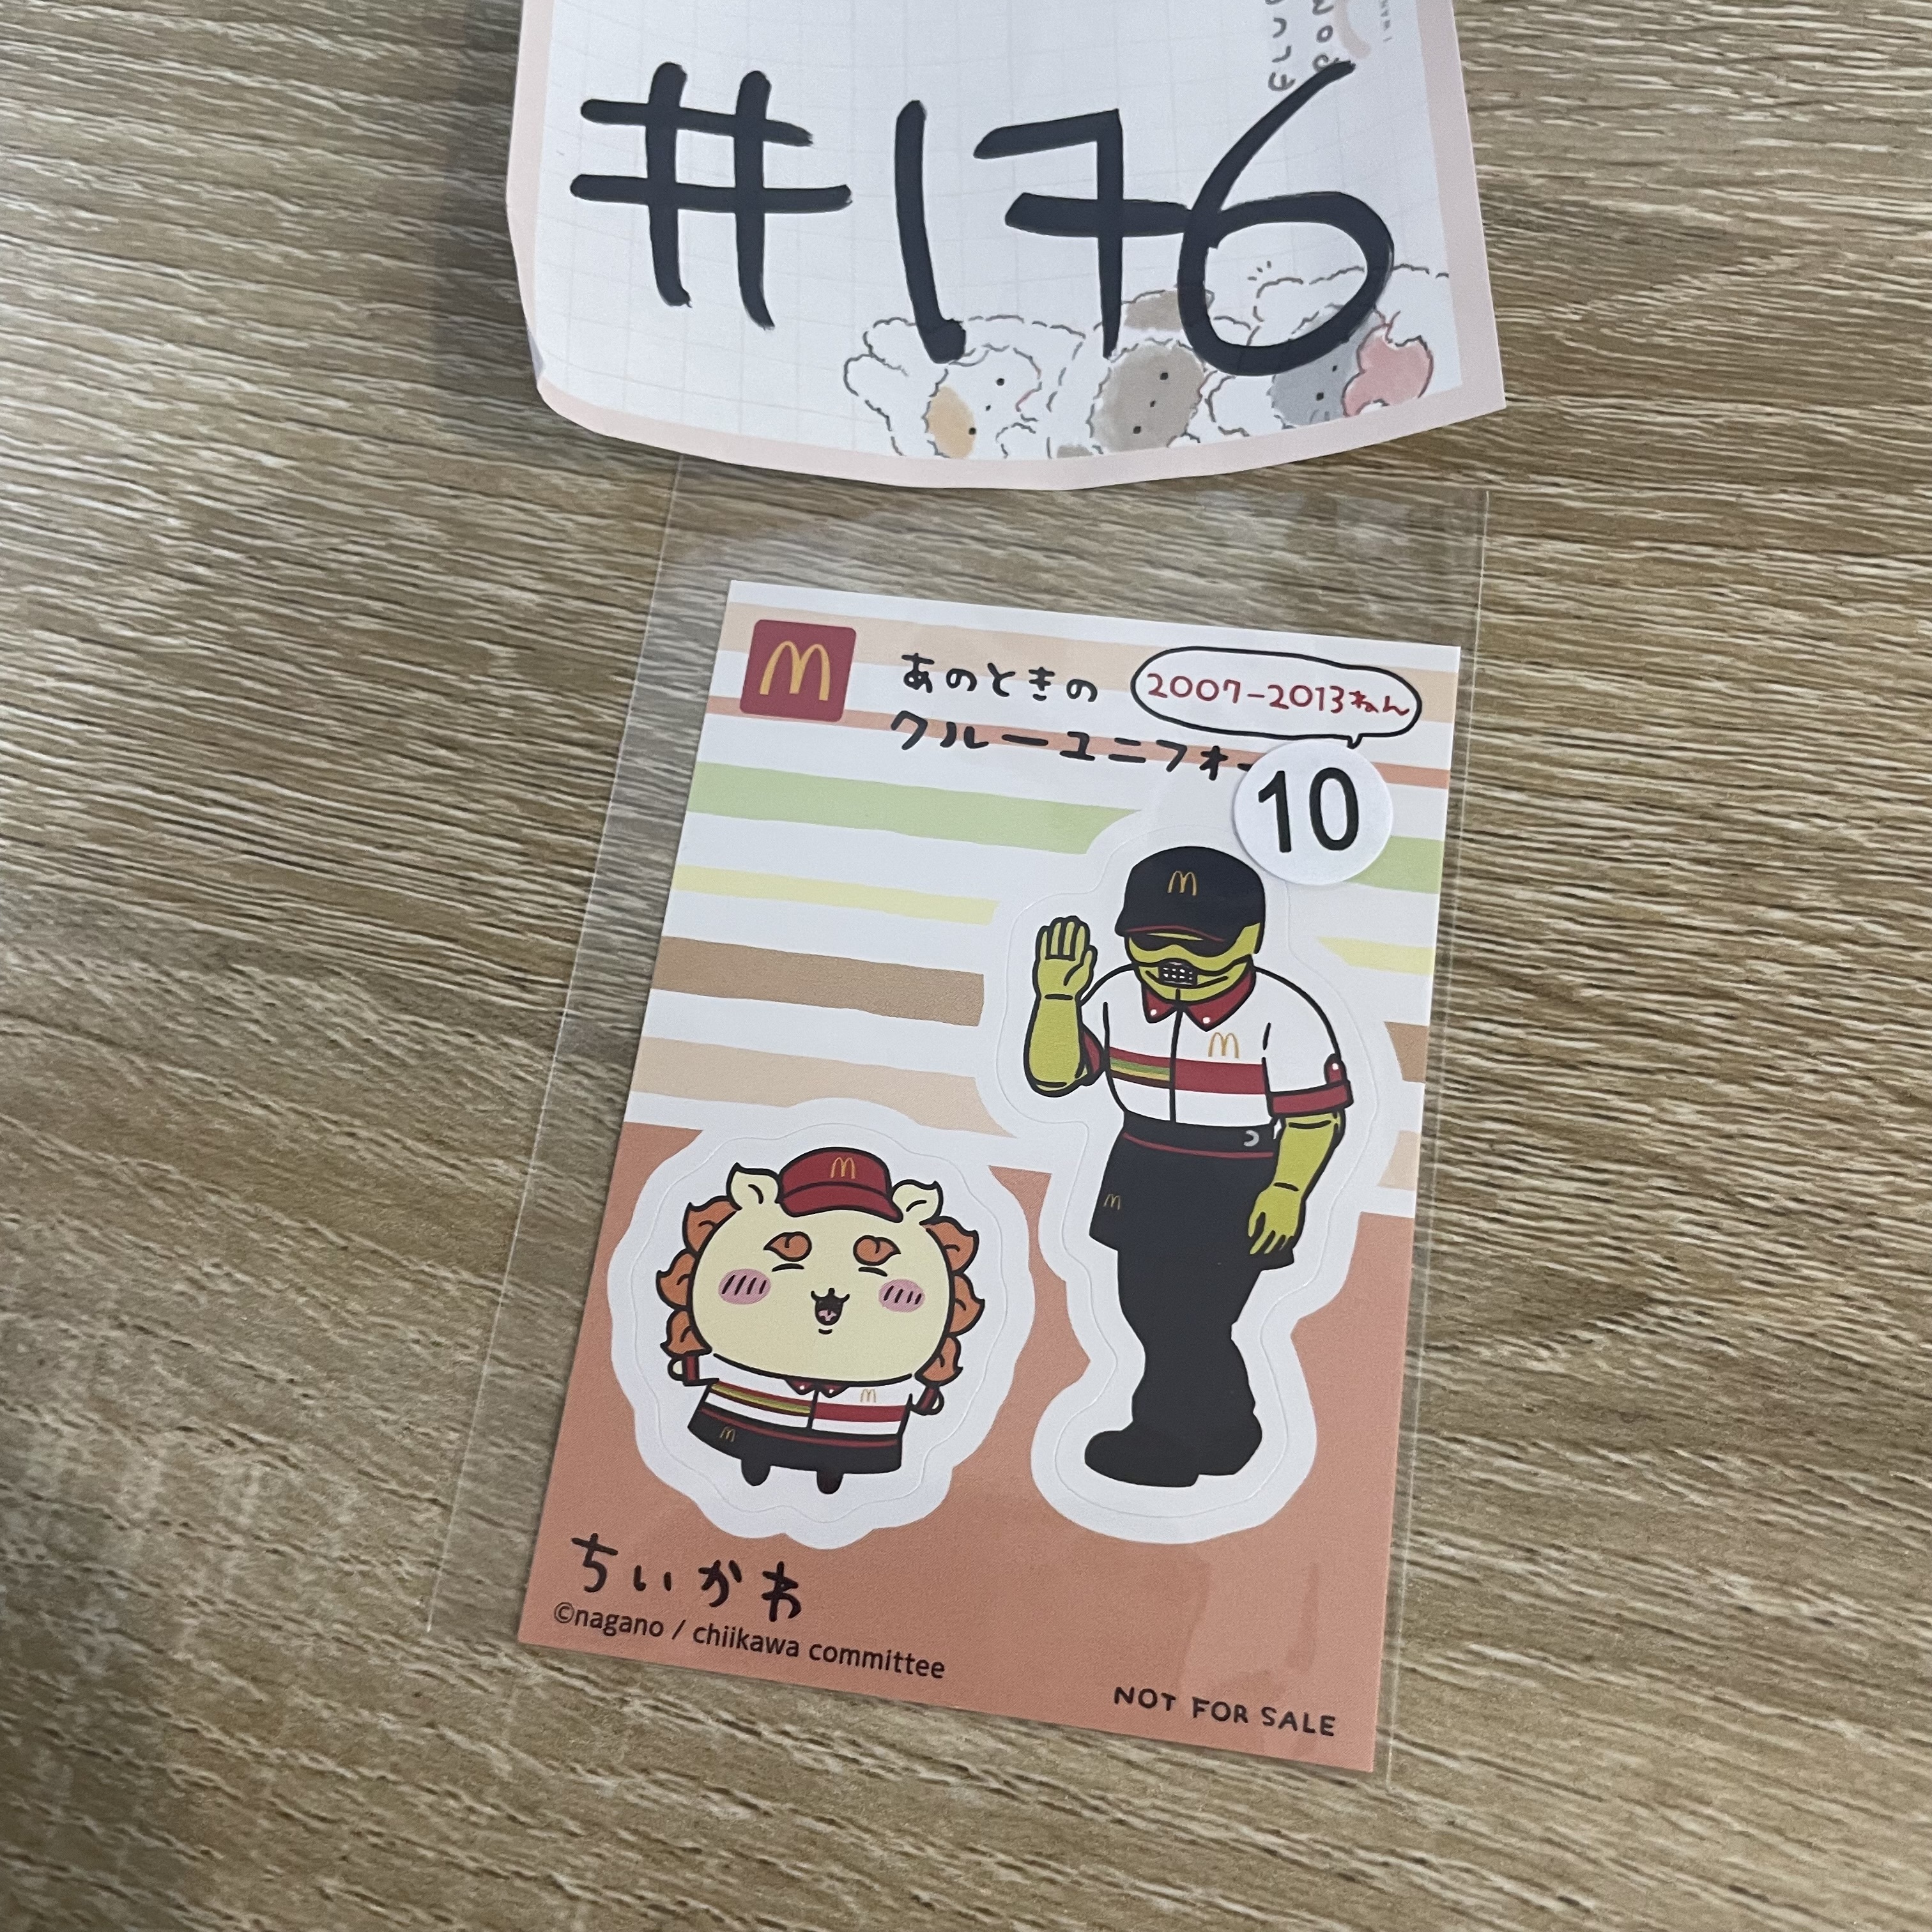 #176
あのときの
2007-2013ねん
クルーユニフォー
10
ちいかわ
©nagano / chiikawa committee
NOT FOR SALE